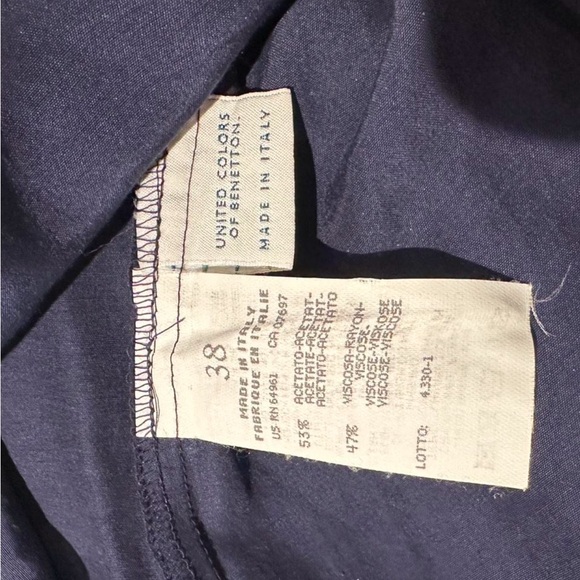 UNITED COLORS
OF BENETTON.
MADE IN ITALY
38
MADE IN ITALY
FABRIQUE EN ITALIE
US RN 64961 CA 07697
53% ACETATO-ACETAT-
ACETATE-ACETAT-
ACETATO-ACETATO
47% VISCOSA-RAYON-
VISCOSE-
VISCOSE-VISKOSE
VISCOSE-VISCOSE
LOTTO: 4.330-1